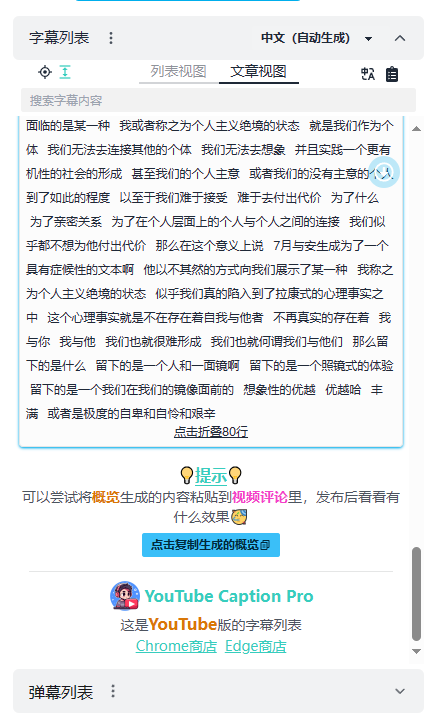 字幕列表 中文（自动生成）
列表视图 文章视图
搜索字幕内容
面临的是某一种 我或者称之为个人主义绝境的状态 就是我们作为个
体 我们无法去连接其他的个体 我们无法去想象 并且实践一个更有
机性的社会的形成 甚至我们的个人主意 或者我们的没有主意的个人
到了如此的程度 以至于我们难于接受 难于去付出代价 为了什么
为了亲密关系 为了在个人层面上的个人与个人之间的连接 我们似
乎都不想为他付出代价 那么在这个意义上说 7月与安生成为了一个
具有症候性的文本啊 他以不其然的方式向我们展示了某一种 我称之
为个人主义绝境的状态 似乎我们真的陷入到了拉康式的心理事实之
中 这个心理事实就是不在存在着自我与他者 不再真实的存在着 我
与你 我与他 我们也就很难形成 我们也就何谓我们与他们 那么留
下的是什么 留下的是一个人和一面镜啊 留下的是一个照镜式的体验
留下的是一个我们在我们的镜像面前的 想象性的优越 优越哈 丰
满 或者是极度的自卑和自怜和艰辛
点击折叠80行
提示
可以尝试将概览生成的内容粘贴到视频评论里，发布后看看有
什么效果
点击复制生成的概览
YouTube Caption Pro
这是YouTube版的字幕列表
Chrome商店 Edge商店
弹幕列表